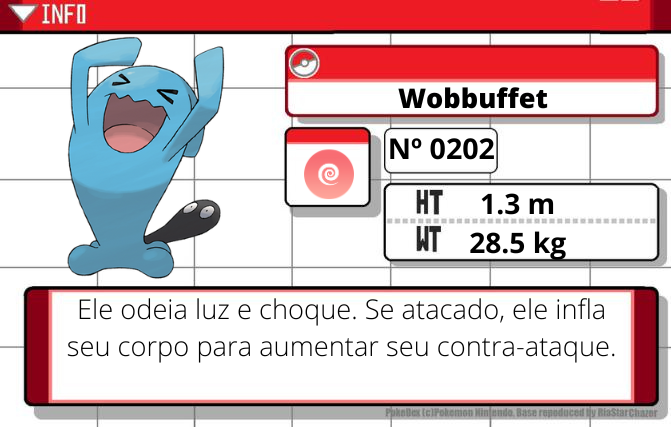 INFO
Wobbuffet
Nº 0202
HT 1.3 m
WT 28.5 kg
Ele odeia luz e choque. Se atacado, ele infla
seu corpo para aumentar seu contra-ataque.
PokeDex (c)Pokemon Nintendo. Base repoduced by RiaStarChazer